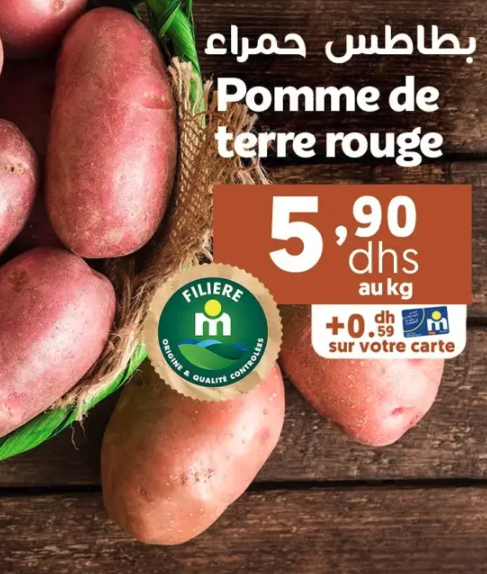 بطاطس حمراء
Pomme de
terre rouge
5,90
dhs
au kg
+0.59 dh
sur votre carte
FILIERE
m
ORIGINE & QUALITÉ CONTROLÉES